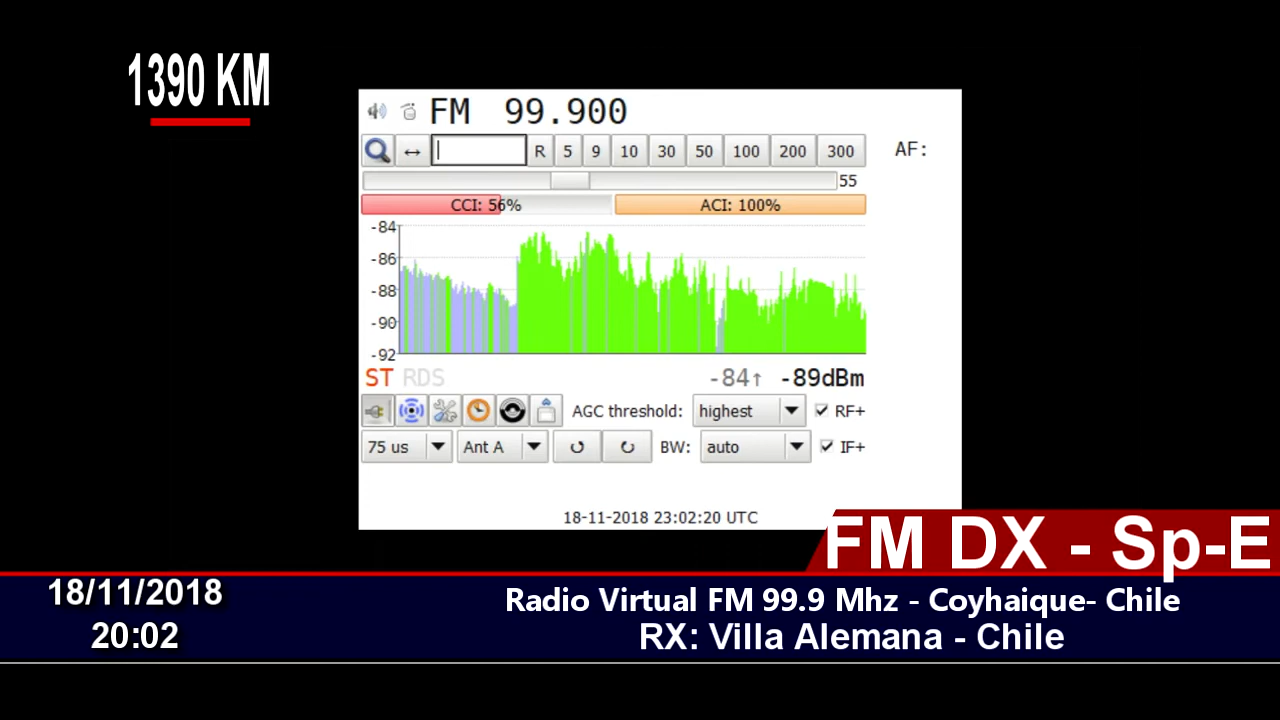 1390 KM
FM 99.900
R 5 9 10 30 50 100 200 300
AF:
55
CCI: 56%
ACI: 100%
-84
-86
-88
-90
-92
ST RDS
-84↑ -89dBm
AGC threshold: highest RF+
75 us Ant A BW: auto IF+
18-11-2018 23:02:20 UTC
FM DX - Sp-E
18/11/2018
20:02
Radio Virtual FM 99.9 Mhz - Coyhaique- Chile
RX: Villa Alemana - Chile